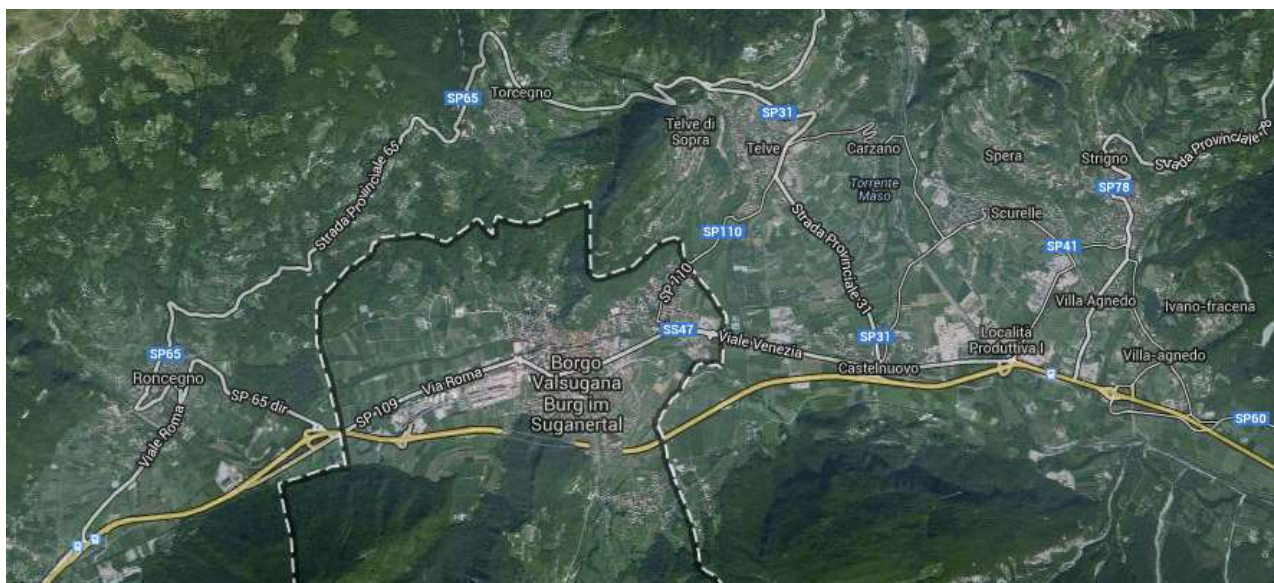 SP65
Torcegno
SP31
Telve di
Sopra
Telve
Carzano
Spera
Strigno
Strada Provinciale 78
Strada Provinciale 65
Torrente
Maso
SP78
Scurelle
SP110
Strada Provinciale 31
SP41
SP 110
Villa Agnedo
Ivano-fracena
SS47
Viale Venezia
SP31
Località
Produttiva I
SP65
Roncegno
Borgo
Valsugana
Burg im
Suganertal
Castelnuovo
Villa-agnedo
Via Roma
SP 65 dir
SP 109
Viale Roma
SP60